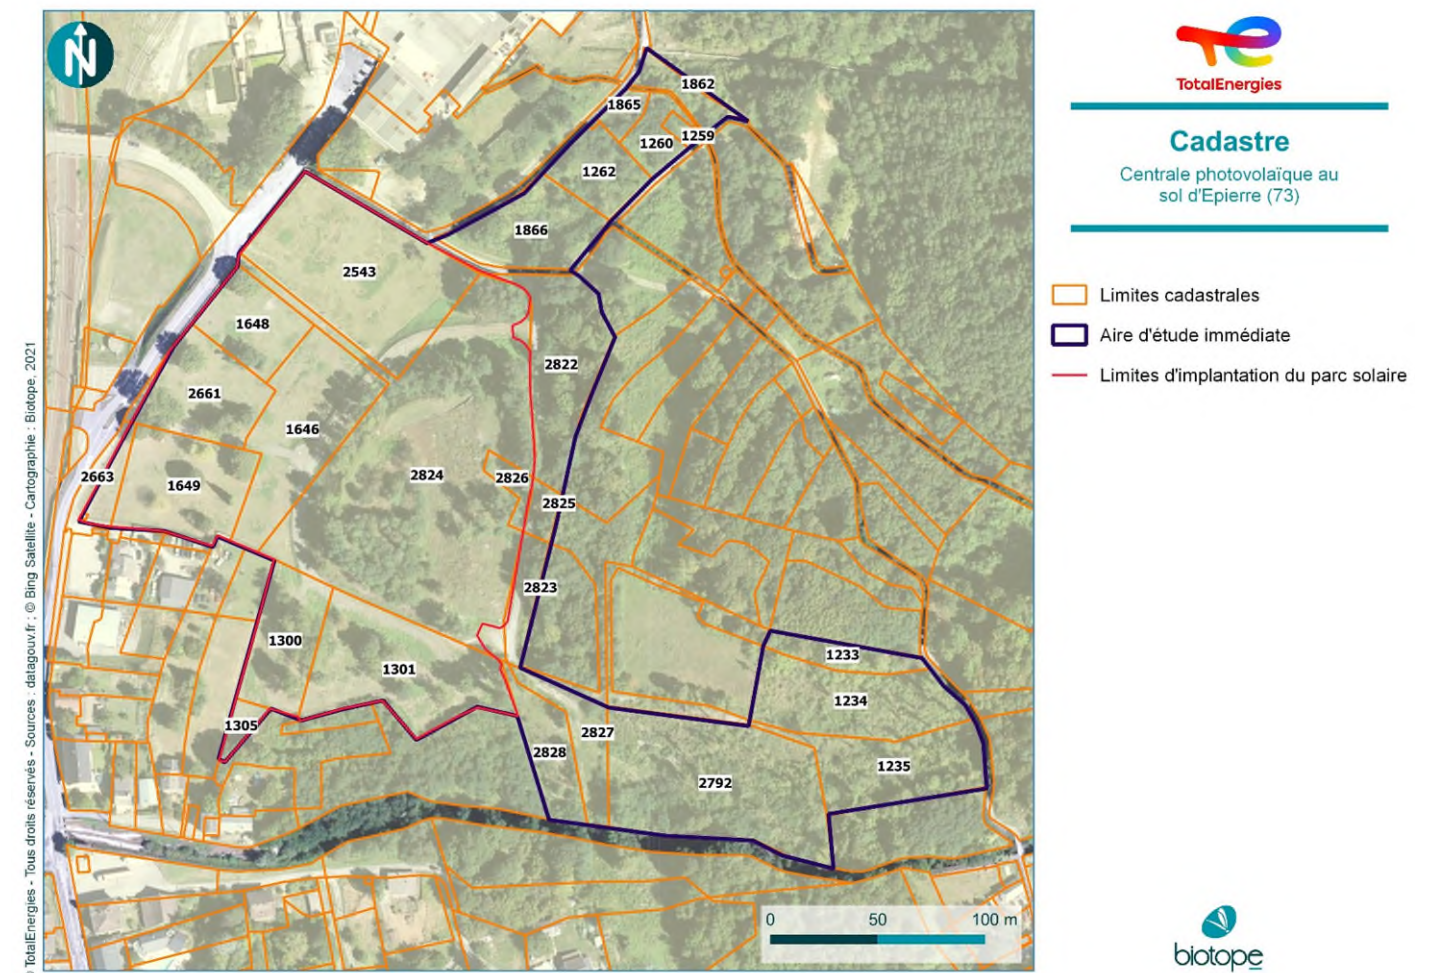 N
1862
1865
1259
1260
1262
1866
2543
1648
2822
2661
1646
2824
2663
2826
1649
2825
2823
1300
1233
1301
1234
1305
2827
2828
1235
2792
0 50 100 m
TotalEnergies - Tous droits réservés - Sources : datagouv.fr ; © Bing Satellite - Cartographie : Biotope, 2021
TotalEnergies
Cadastre
Centrale photovolaïque au
sol d'Epierre (73)
Limites cadastrales
Aire d'étude immédiate
Limites d'implantation du parc solaire
biotope